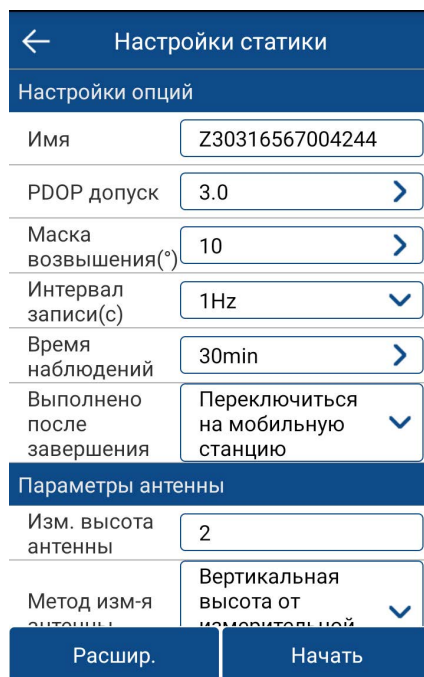 Настройки статики
Настройки опций
Имя
Z30316567004244
PDOP допуск
3.0
Маска
возвышения(°)
10
Интервал
записи(с)
1Hz
Время
наблюдений
30min
Выполнено
после
завершения
Переключиться
на мобильную
станцию
Параметры антенны
Изм. высота
антенны
2
Метод изм-я
антенны
Вертикальная
высота от
измерительной
Расшир.
Начать